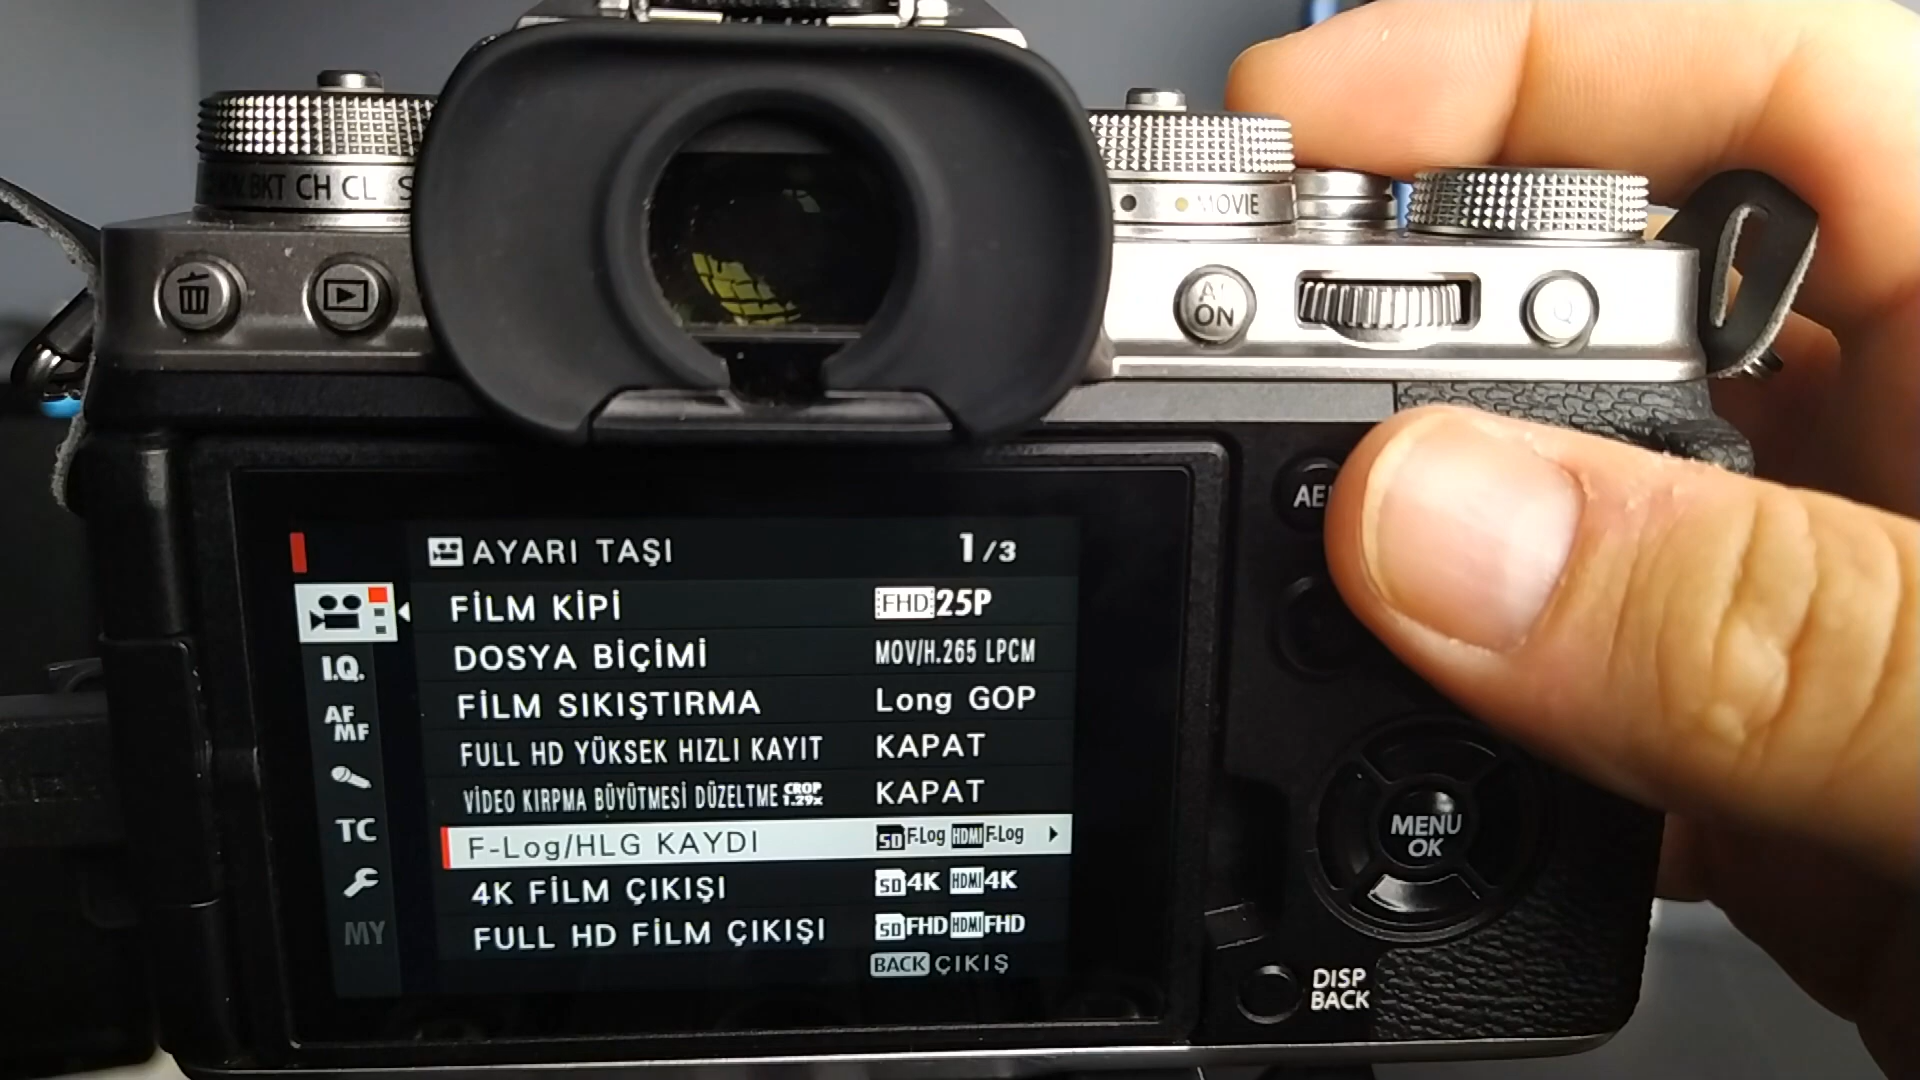 BKT CH CL S
MOVIE
AF ON
Q
AEL
AYARI TAŞI 1/3
FİLM KİPİ FHD 25P
DOSYA BİÇİMİ MOV/H.265 LPCM
FİLM SIKIŞTIRMA Long GOP
FULL HD YÜKSEK HIZLI KAYIT KAPAT
VİDEO KIRPMA BÜYÜTMESİ DÜZELTME CROP 1.29x KAPAT
F-Log/HLG KAYDI SD F-Log HDMI F-Log
4K FİLM ÇIKIŞI SD 4K HDMI 4K
FULL HD FİLM ÇIKIŞI SD FHD HDMI FHD
BACK ÇIKIŞ
I.Q.
AF MF
TC
MY
MENU
OK
DISP
BACK